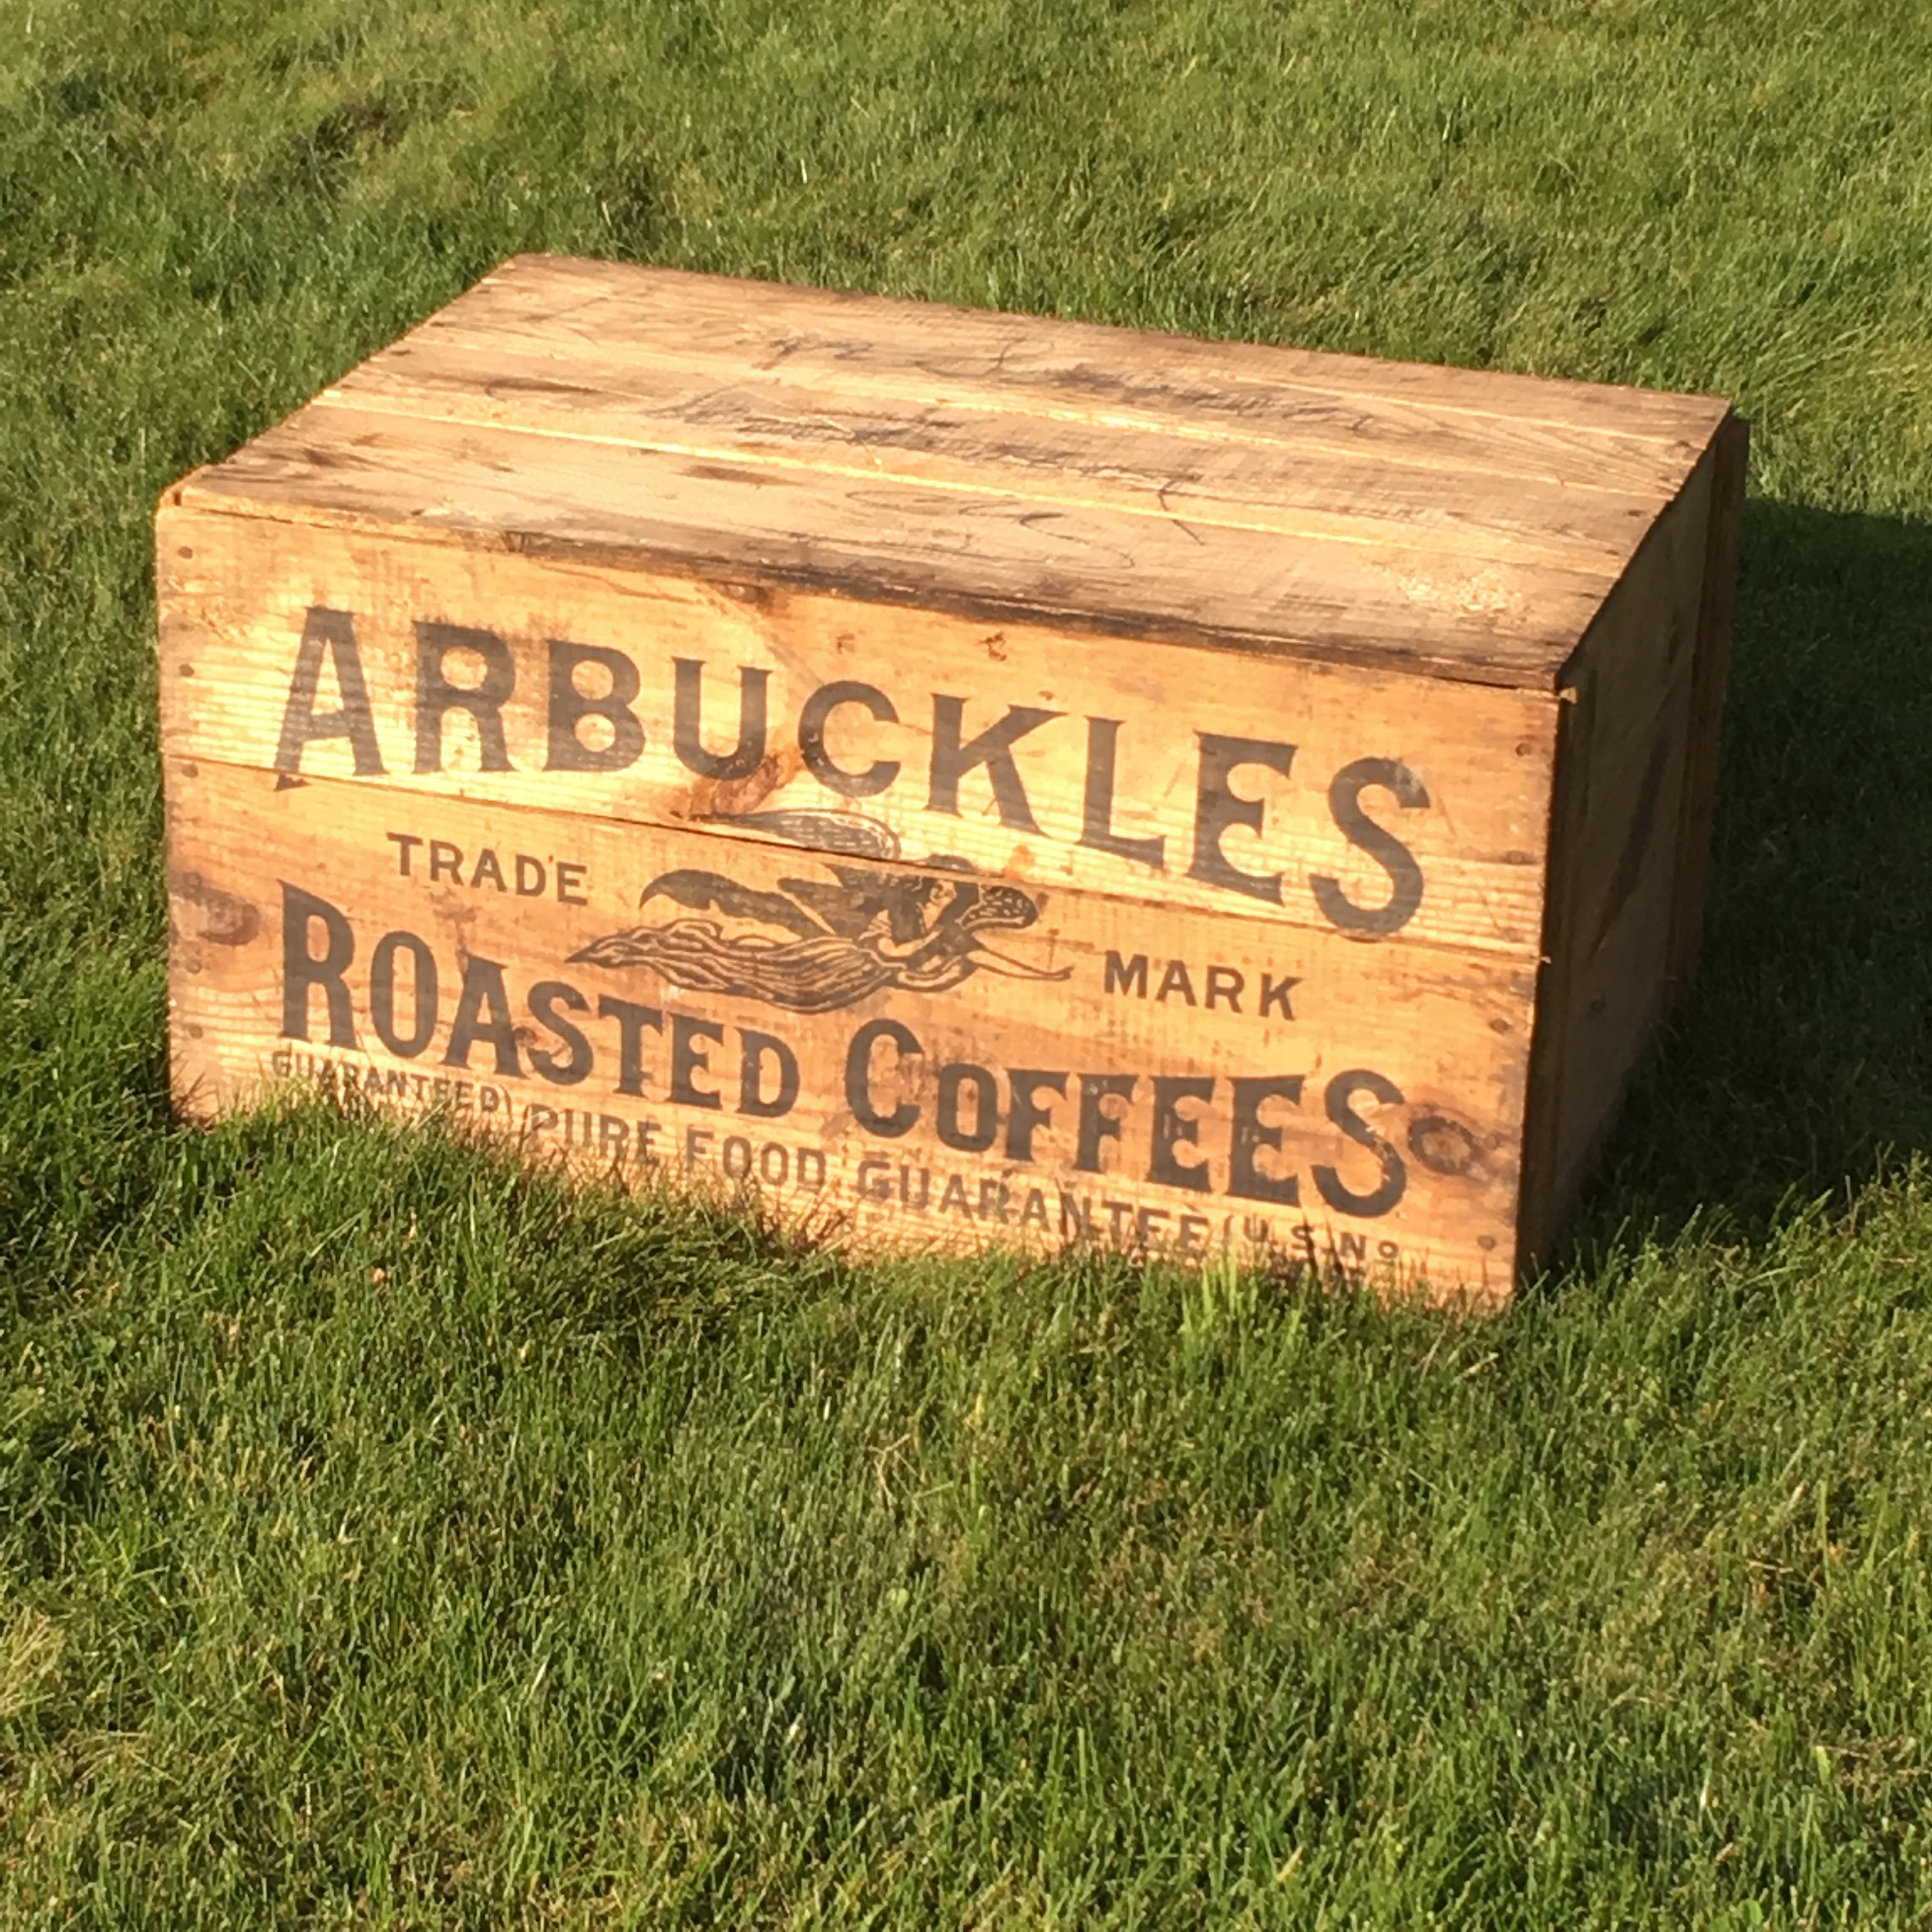 ARBUCKLES
TRADE MARK
ROASTED COFFEES
GUARANTEED PURE FOOD GUARANTEE U.S. No